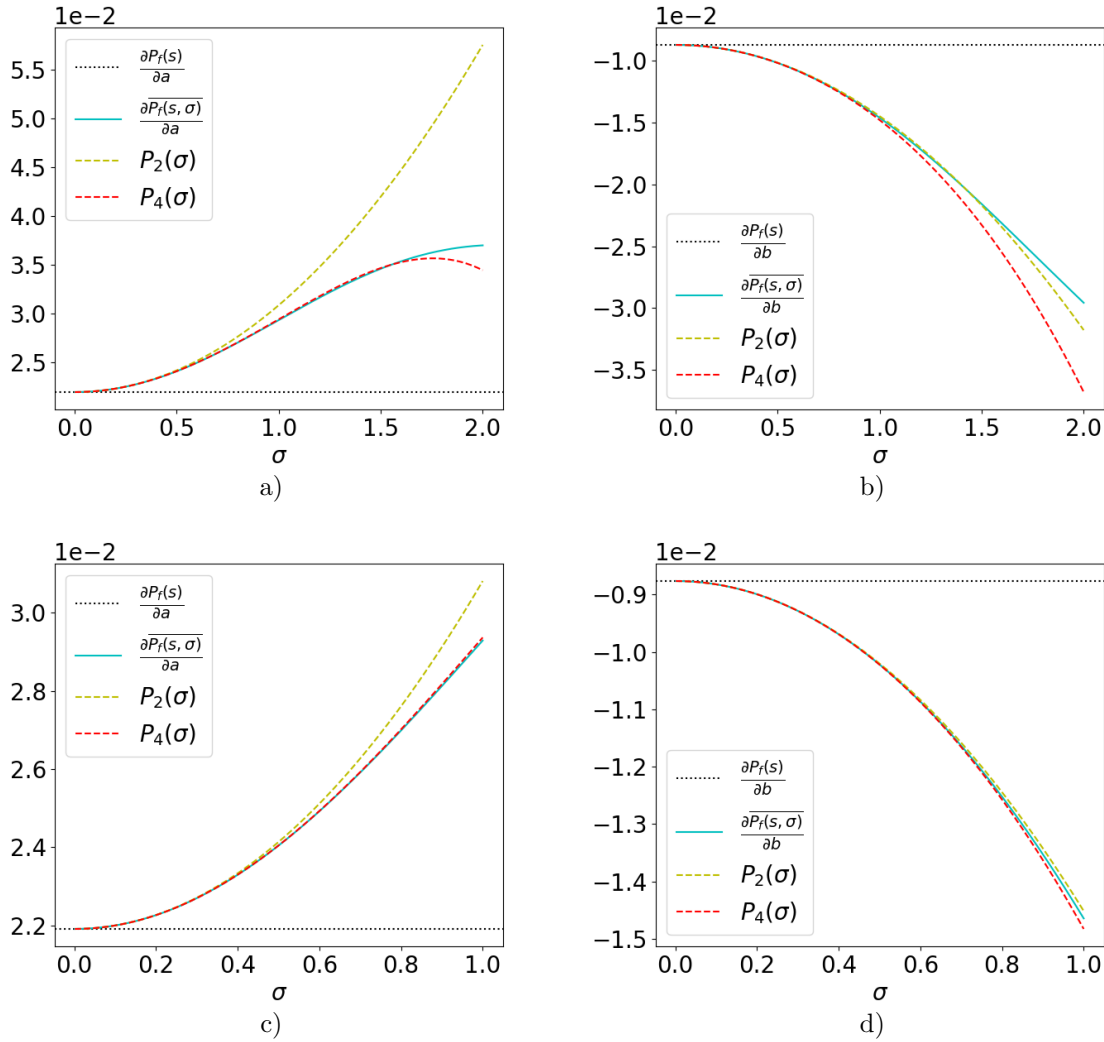 1e−2
5.5
5.0
4.5
4.0
3.5
3.0
2.5
0.0 0.5 1.0 1.5 2.0
σ
∂P_f(s)/∂a
∂\overline{P_f(s, σ)}/∂a
P_2(σ)
P_4(σ)
a)
1e−2
−1.0
−1.5
−2.0
−2.5
−3.0
−3.5
0.0 0.5 1.0 1.5 2.0
σ
∂P_f(s)/∂b
∂\overline{P_f(s, σ)}/∂b
P_2(σ)
P_4(σ)
b)
1e−2
3.0
2.8
2.6
2.4
2.2
0.0 0.2 0.4 0.6 0.8 1.0
σ
∂P_f(s)/∂a
∂\overline{P_f(s, σ)}/∂a
P_2(σ)
P_4(σ)
c)
1e−2
−0.9
−1.0
−1.1
−1.2
−1.3
−1.4
−1.5
0.0 0.2 0.4 0.6 0.8 1.0
σ
∂P_f(s)/∂b
∂\overline{P_f(s, σ)}/∂b
P_2(σ)
P_4(σ)
d)